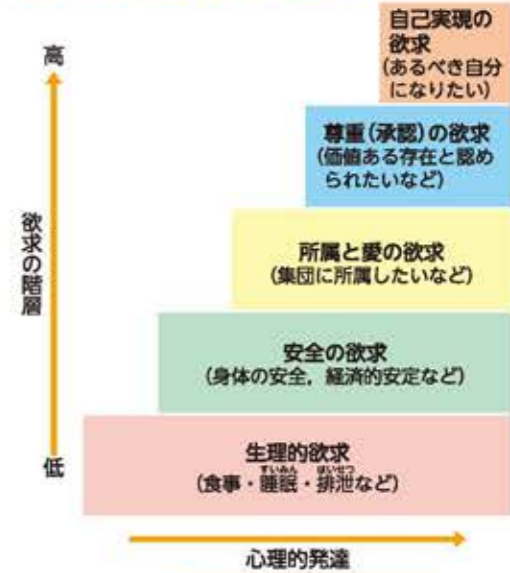 自己実現の
欲求
(あるべき自分
になりたい)
高
尊重(承認)の欲求
(価値ある存在と認め
られたいなど)
欲求の階層
所属と愛の欲求
(集団に所属したいなど)
安全の欲求
(身体の安全，経済的安定など)
生理的欲求
すいみん はいせつ
(食事・睡眠・排泄など)
低
心理的発達